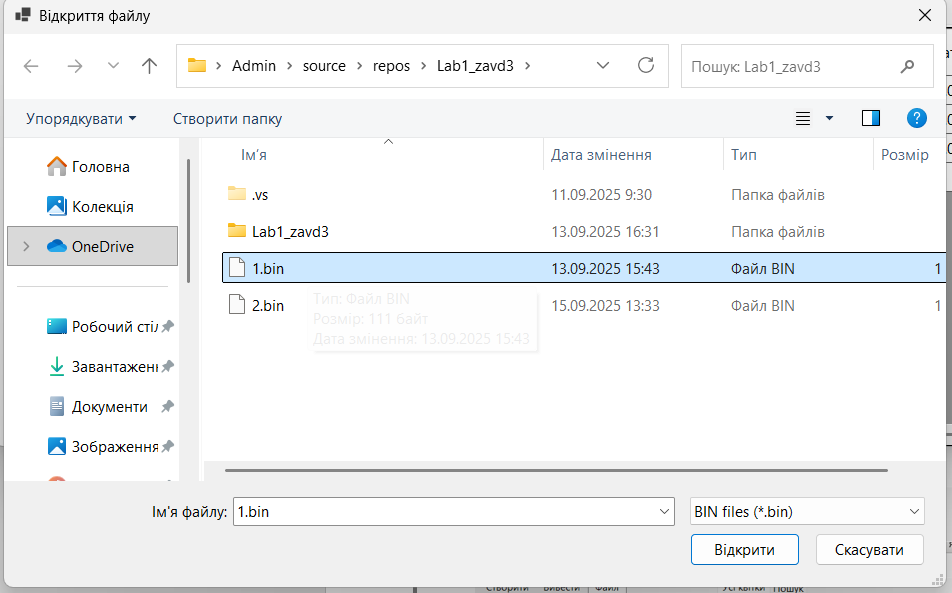 Відкриття файлу
Admin > source > repos > Lab1_zavd3 >
Пошук: Lab1_zavd3
Упорядкувати
Створити папку
?
Головна
Колекція
OneDrive
Робочий стіл
Завантажен
Документи
Зображення
Ім'я Дата змінення Тип Розмір
.vs 11.09.2025 9:30 Папка файлів
Lab1_zavd3 13.09.2025 16:31 Папка файлів
1.bin 13.09.2025 15:43 Файл BIN 1
2.bin 15.09.2025 13:33 Файл BIN 1
Тип: Файл BIN
Розмір: 111 байт
Дата змінення: 13.09.2025 15:43
Ім'я файлу: 1.bin
BIN files (*.bin)
Відкрити
Скасувати